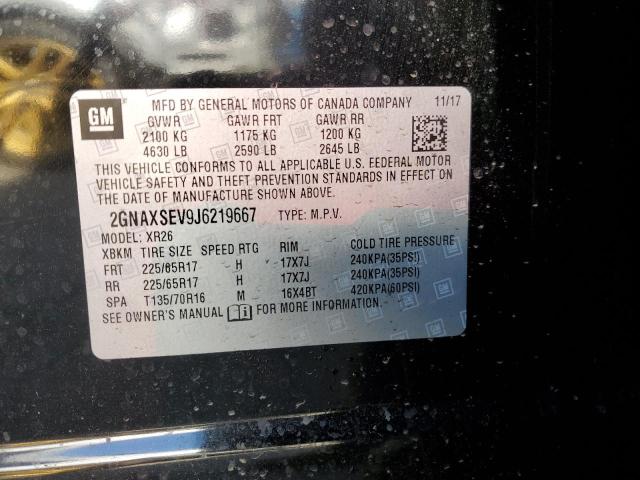 GM
MFD BY GENERAL MOTORS OF CANADA COMPANY 11/17
GVWR GAWR FRT GAWR RR
2100 KG 1175 KG 1200 KG
4630 LB 2590 LB 2645 LB
THIS VEHICLE CONFORMS TO ALL APPLICABLE U.S. FEDERAL MOTOR
VEHICLE SAFETY AND THEFT PREVENTION STANDARDS IN EFFECT ON
THE DATE OF MANUFACTURE SHOWN ABOVE.
2GNAXSEV9J6219667 TYPE: M.P.V.
MODEL: XR26
XBKM TIRE SIZE SPEED RTG RIM COLD TIRE PRESSURE
FRT 225/65R17 H 17X7J 240KPA(35PSI)
RR 225/65R17 H 17X7J 240KPA(35PSI)
SPA T135/70R16 M 16X4BT 420KPA(60PSI)
SEE OWNER'S MANUAL i FOR MORE INFORMATION.